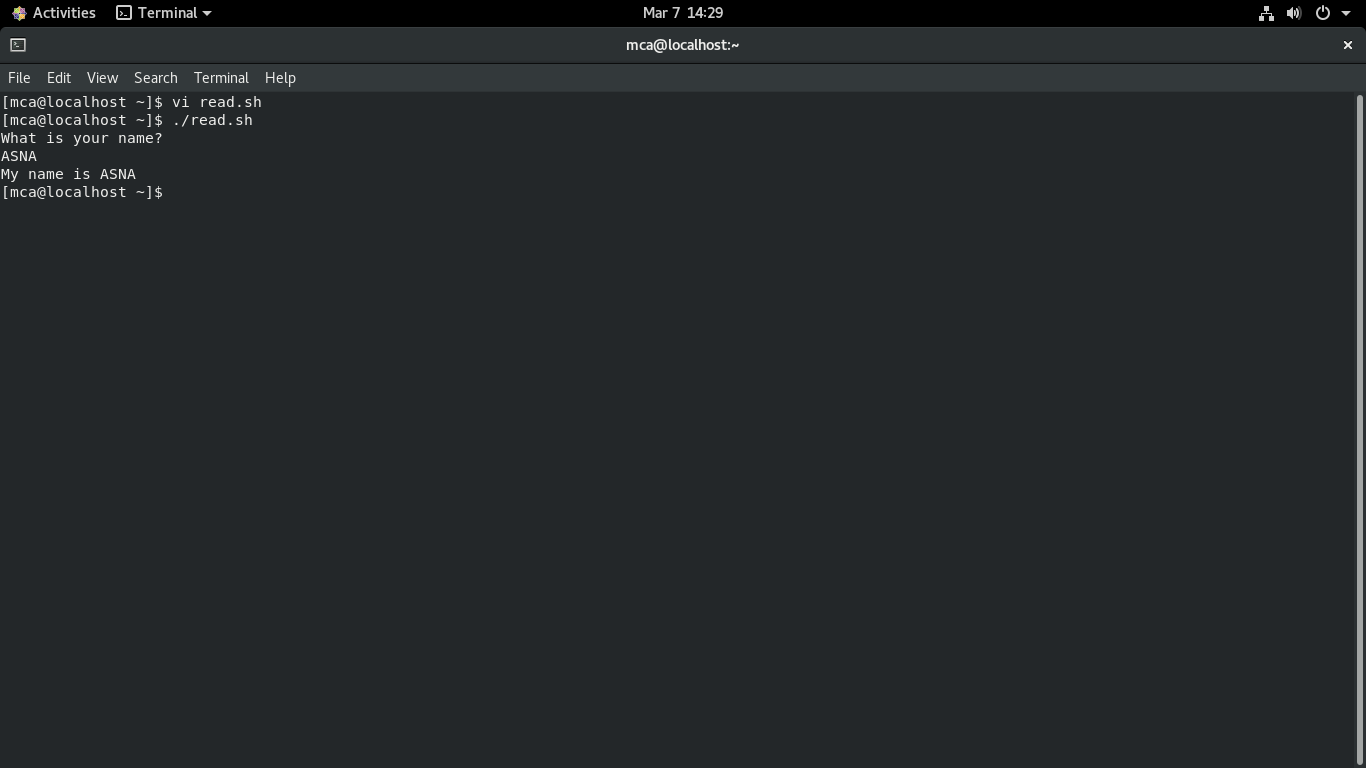 Activities Terminal Mar 7 14:29
mca@localhost:~
File Edit View Search Terminal Help
[mca@localhost ~]$ vi read.sh
[mca@localhost ~]$ ./read.sh
What is your name?
ASNA
My name is ASNA
[mca@localhost ~]$